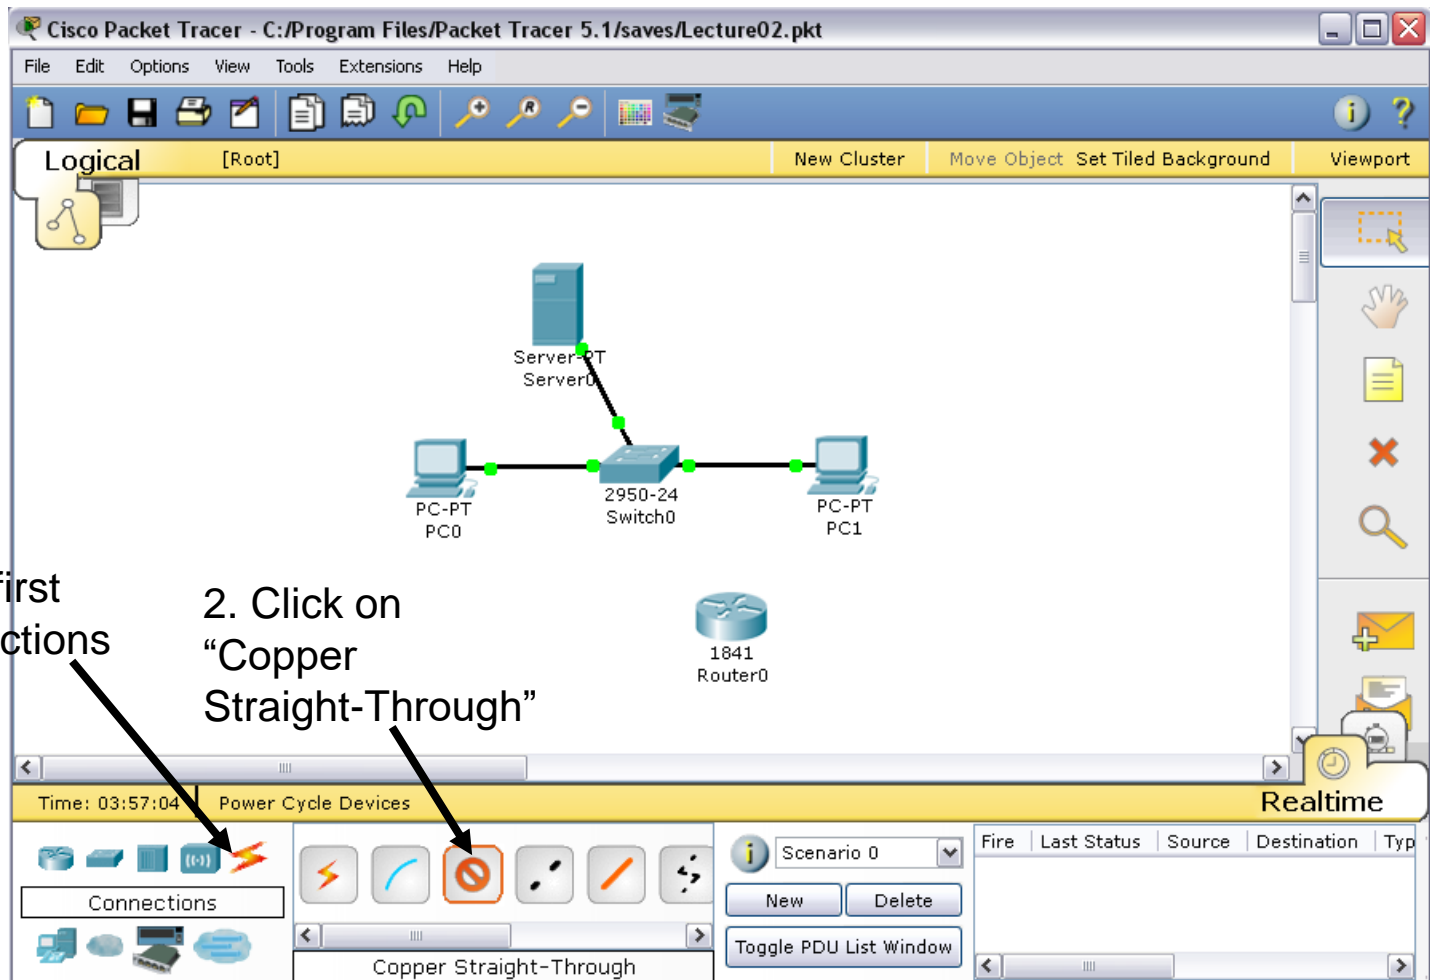 Cisco Packet Tracer - C:/Program Files/Packet Tracer 5.1/saves/Lecture02.pkt
File Edit Options View Tools Extensions Help
Logical [Root] New Cluster Move Object Set Tiled Background Viewport
Server-PT
Server0
2950-24
Switch0
PC-PT
PC0
PC-PT
PC1
first
ctions
2. Click on
“Copper
Straight-Through”
1841
Router0
Time: 03:57:04 Power Cycle Devices Realtime
Connections
Copper Straight-Through
Scenario 0
New Delete
Toggle PDU List Window
Fire Last Status Source Destination Typ